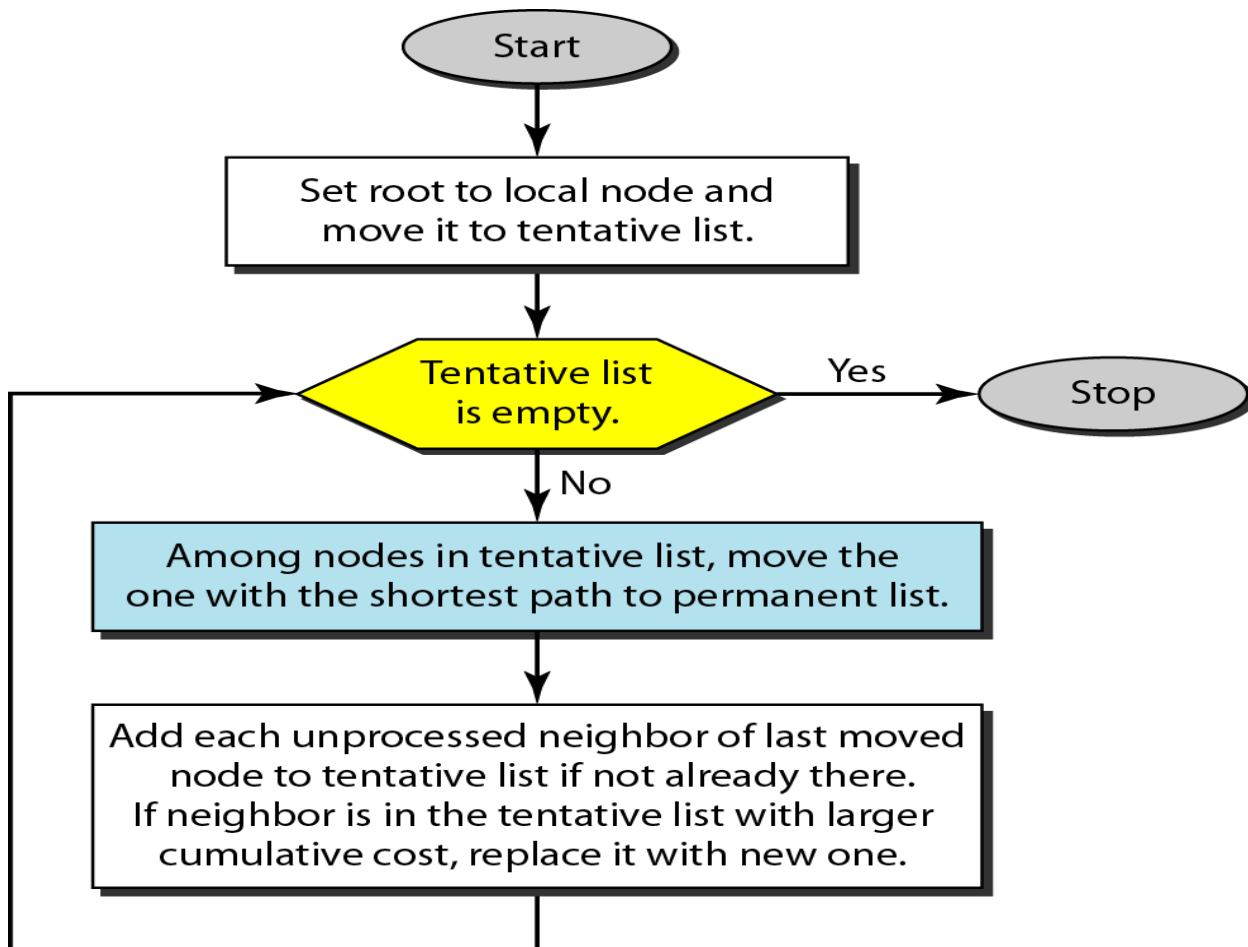 Start
Set root to local node and
move it to tentative list.
Tentative list
is empty.
Yes
Stop
No
Among nodes in tentative list, move the
one with the shortest path to permanent list.
Add each unprocessed neighbor of last moved
node to tentative list if not already there.
If neighbor is in the tentative list with larger
cumulative cost, replace it with new one.